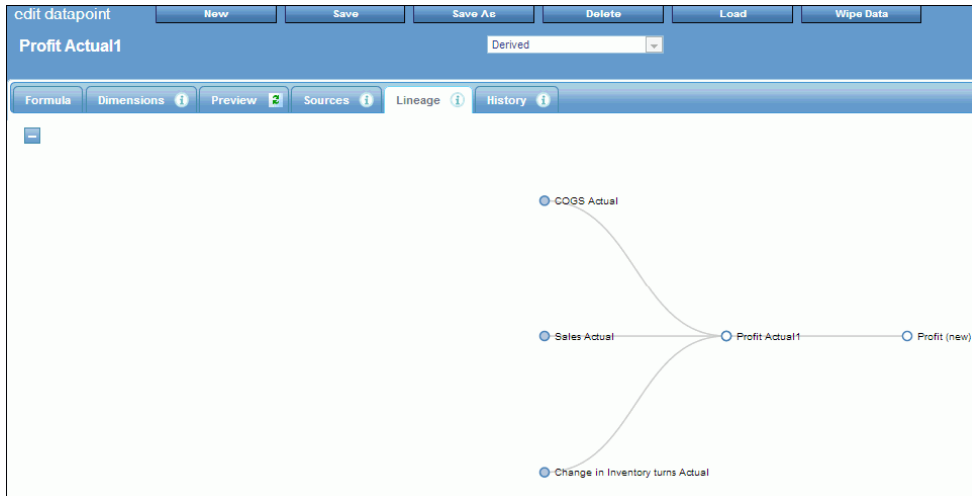 edit datapoint New Save Save As Delete Load Wipe Data
Profit Actual1 Derived
Formula Dimensions i Preview Sources i Lineage i History i
COGS Actual
Sales Actual Profit Actual1 Profit (new)
Change in Inventory turns Actual